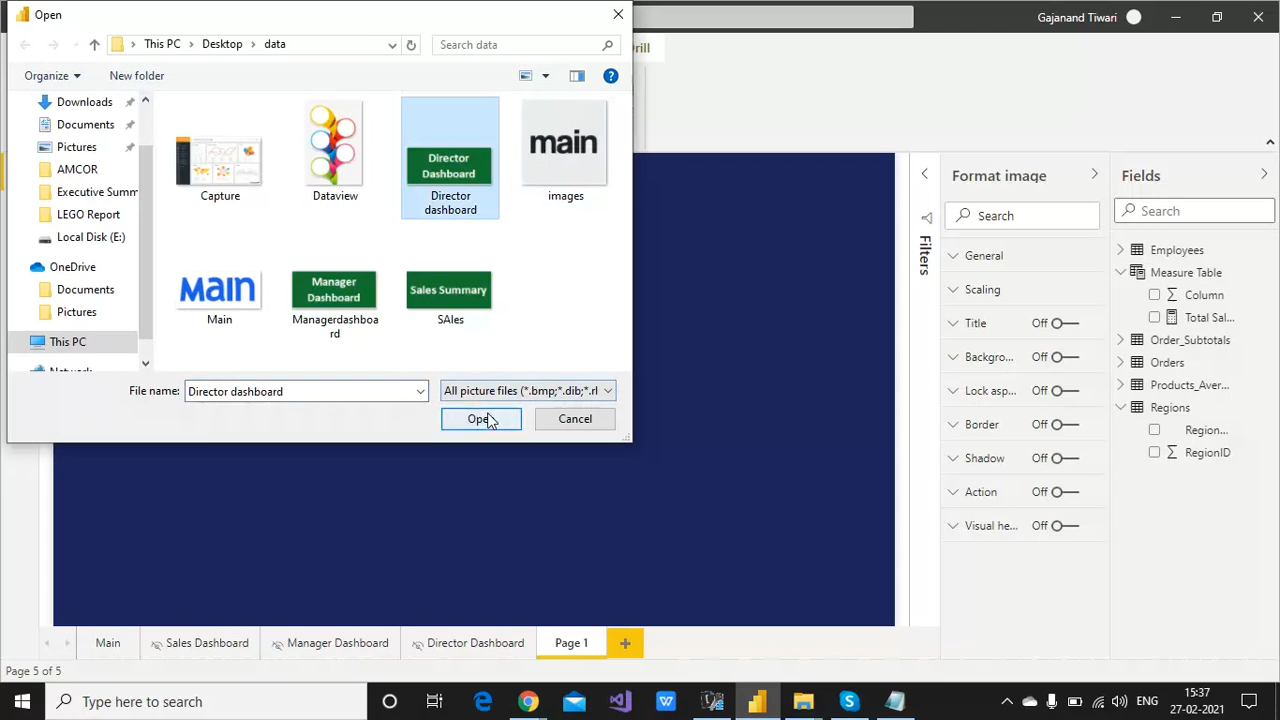 Open
Gajanand Tiwari
This PC
Desktop
data
Search data
rill
Organize
New folder
Downloads
Documents
Pictures
AMCOR
Executive Summ
LEGO Report
Local Disk (E:)
OneDrive
Documents
Pictures
This PC
Network
Capture
Dataview
Director
Dashboard
Director
dashboard
main
images
Main
Main
Manager
Dashboard
Managerdashboa
rd
Sales Summary
SAles
File name:
Director dashboard
All picture files (*.bmp;*.dib;*.rl
Open
Cancel
Filters
Format image
Search
General
Scaling
Title Off
Backgro... Off
Lock asp... Off
Border Off
Shadow Off
Action Off
Visual he... Off
Fields
Search
Employees
Measure Table
Column
Total Sal...
Order_Subtotals
Orders
Products_Aver...
Regions
Region...
RegionID
Main
Sales Dashboard
Manager Dashboard
Director Dashboard
Page 1
Page 5 of 5
Type here to search
ENG
15:37
27-02-2021